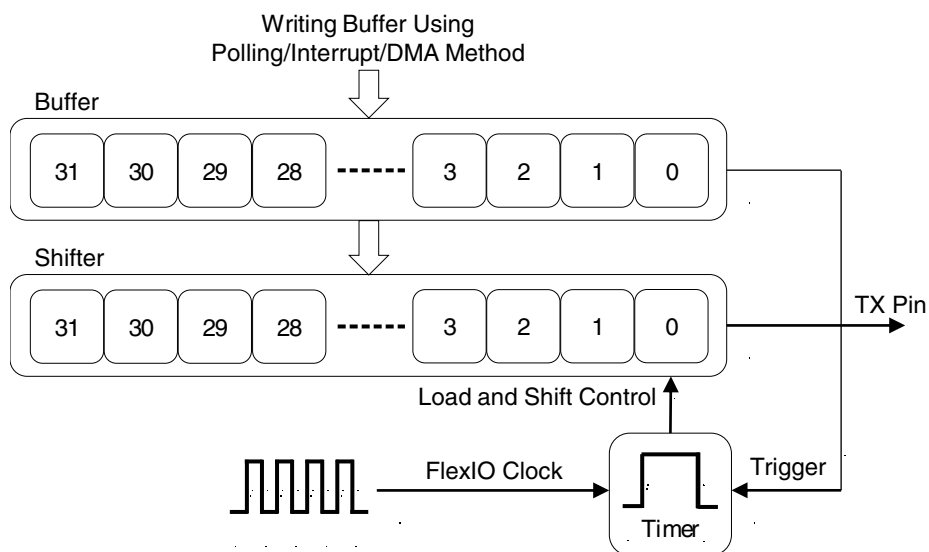 Writing Buffer Using
Polling/Interrupt/DMA Method
Buffer
31 30 29 28 3 2 1 0
Shifter
31 30 29 28 3 2 1 0
TX Pin
Load and Shift Control
FlexIO Clock
Trigger
Timer